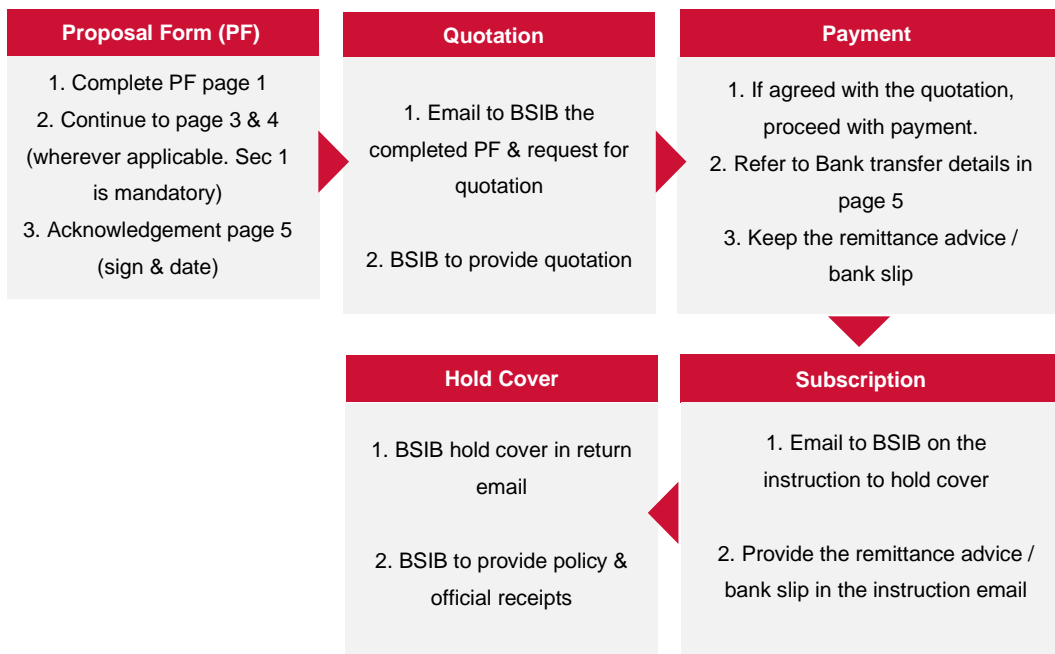 Proposal Form (PF)
1. Complete PF page 1
2. Continue to page 3 & 4
(wherever applicable. Sec 1
is mandatory)
3. Acknowledgement page 5
(sign & date)
Quotation
1. Email to BSIB the
completed PF & request for
quotation
2. BSIB to provide quotation
Payment
1. If agreed with the quotation,
proceed with payment.
2. Refer to Bank transfer details in
page 5
3. Keep the remittance advice /
bank slip
Subscription
1. Email to BSIB on the
instruction to hold cover
2. Provide the remittance advice /
bank slip in the instruction email
Hold Cover
1. BSIB hold cover in return
email
2. BSIB to provide policy &
official receipts